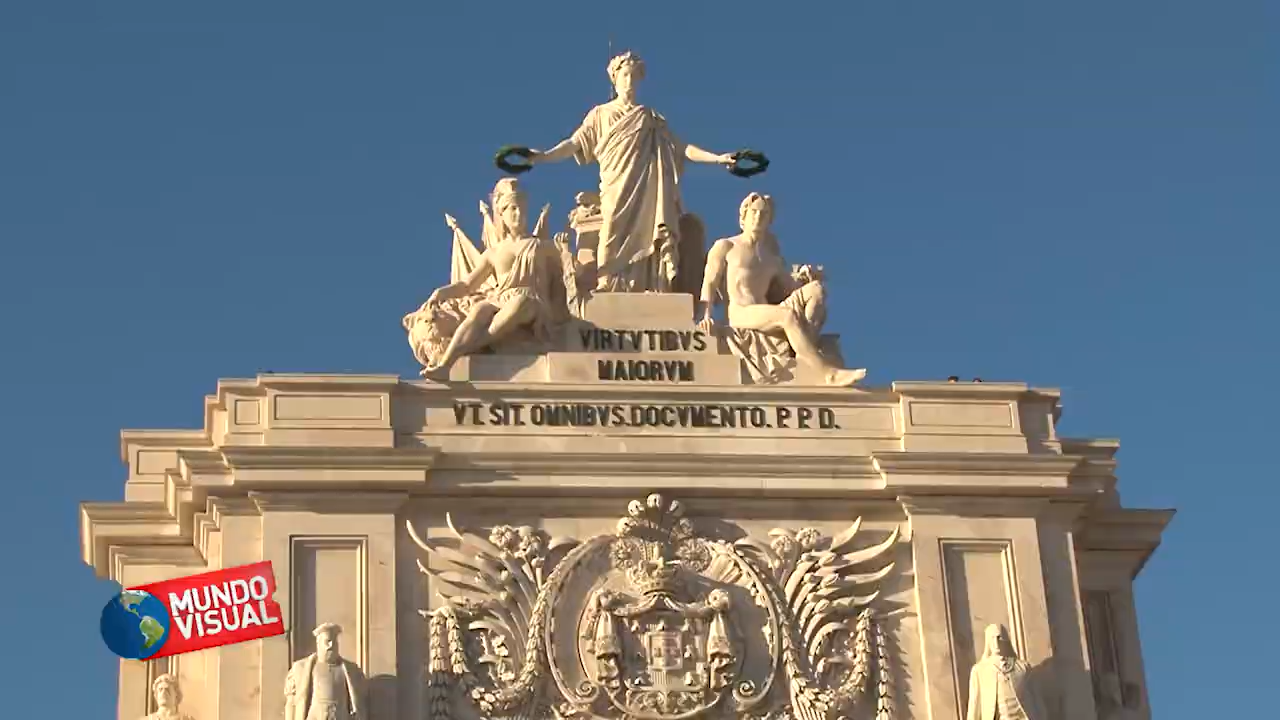 VIRTVTIBVS
MAIORVM
VT. SIT. OMNIBVS. DOCVMENTO. P. P. D.
MUNDO
VISUAL